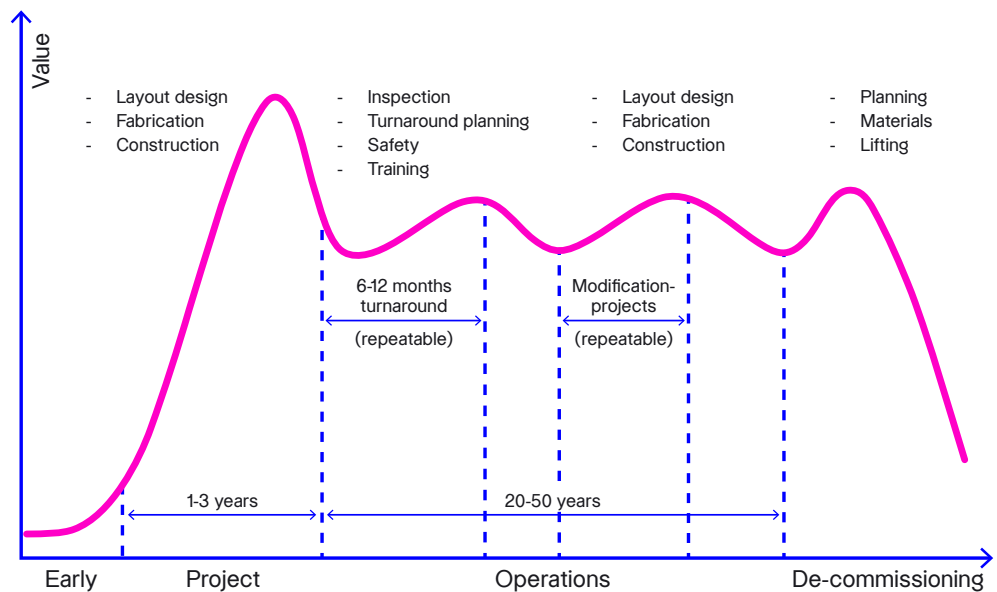 Value
- Layout design
- Fabrication
- Construction
- Inspection
- Turnaround planning
- Safety
- Training
- Layout design
- Fabrication
- Construction
- Planning
- Materials
- Lifting
6-12 months
turnaround
(repeatable)
Modification-
projects
(repeatable)
1-3 years
20-50 years
Early
Project
Operations
De-commissioning